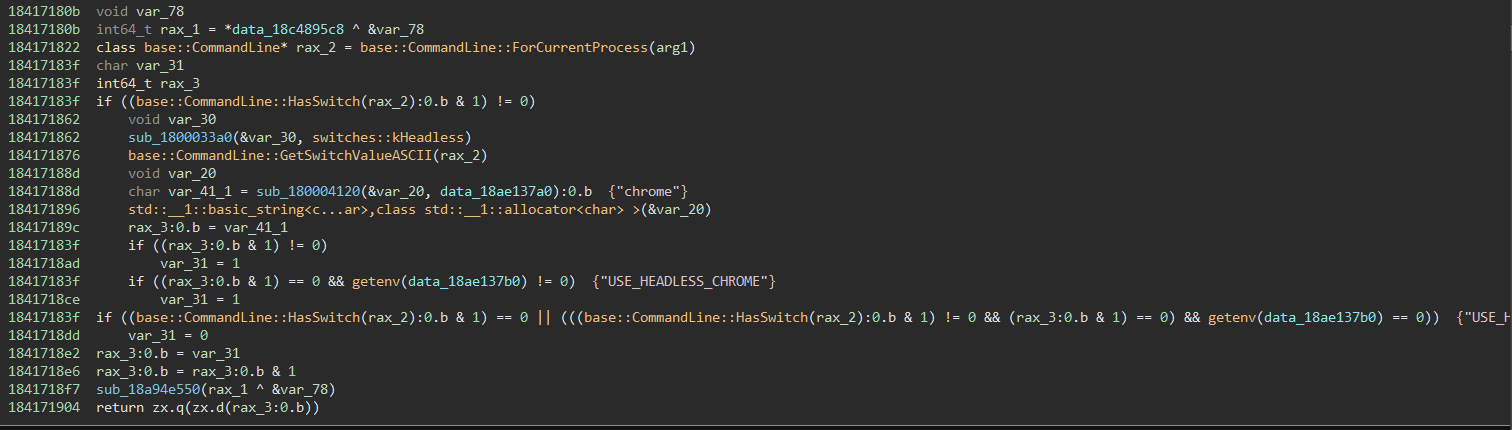 18417180b  void var_78
18417180b  int64_t rax_1 = *data_18c4895c8 ^ &var_78
184171822  class base::CommandLine* rax_2 = base::CommandLine::ForCurrentProcess(arg1)
18417183f  char var_31
18417183f  int64_t rax_3
18417183f  if ((base::CommandLine::HasSwitch(rax_2):0.b & 1) != 0)
184171862      void var_30
184171862      sub_1800033a0(&var_30, switches::kHeadless)
184171876      base::CommandLine::GetSwitchValueASCII(rax_2)
18417188d      void var_20
18417188d      char var_41_1 = sub_180004120(&var_20, data_18ae137a0):0.b  {"chrome"}
184171896      std::__1::basic_string<c...ar>,class std::__1::allocator<char> >(&var_20)
18417189c      rax_3:0.b = var_41_1
18417183f      if ((rax_3:0.b & 1) != 0)
1841718ad          var_31 = 1
18417183f      if ((rax_3:0.b & 1) == 0 && getenv(data_18ae137b0) != 0)  {"USE_HEADLESS_CHROME"}
1841718ce          var_31 = 1
18417183f  if ((base::CommandLine::HasSwitch(rax_2):0.b & 1) == 0 || (((base::CommandLine::HasSwitch(rax_2):0.b & 1) != 0 && (rax_3:0.b & 1) == 0) && getenv(data_18ae137b0) == 0))  {"USE_H
1841718dd      var_31 = 0
1841718e2  rax_3:0.b = var_31
1841718e6  rax_3:0.b = rax_3:0.b & 1
1841718f7  sub_18a94e550(rax_1 ^ &var_78)
184171904  return zx.q(zx.d(rax_3:0.b))